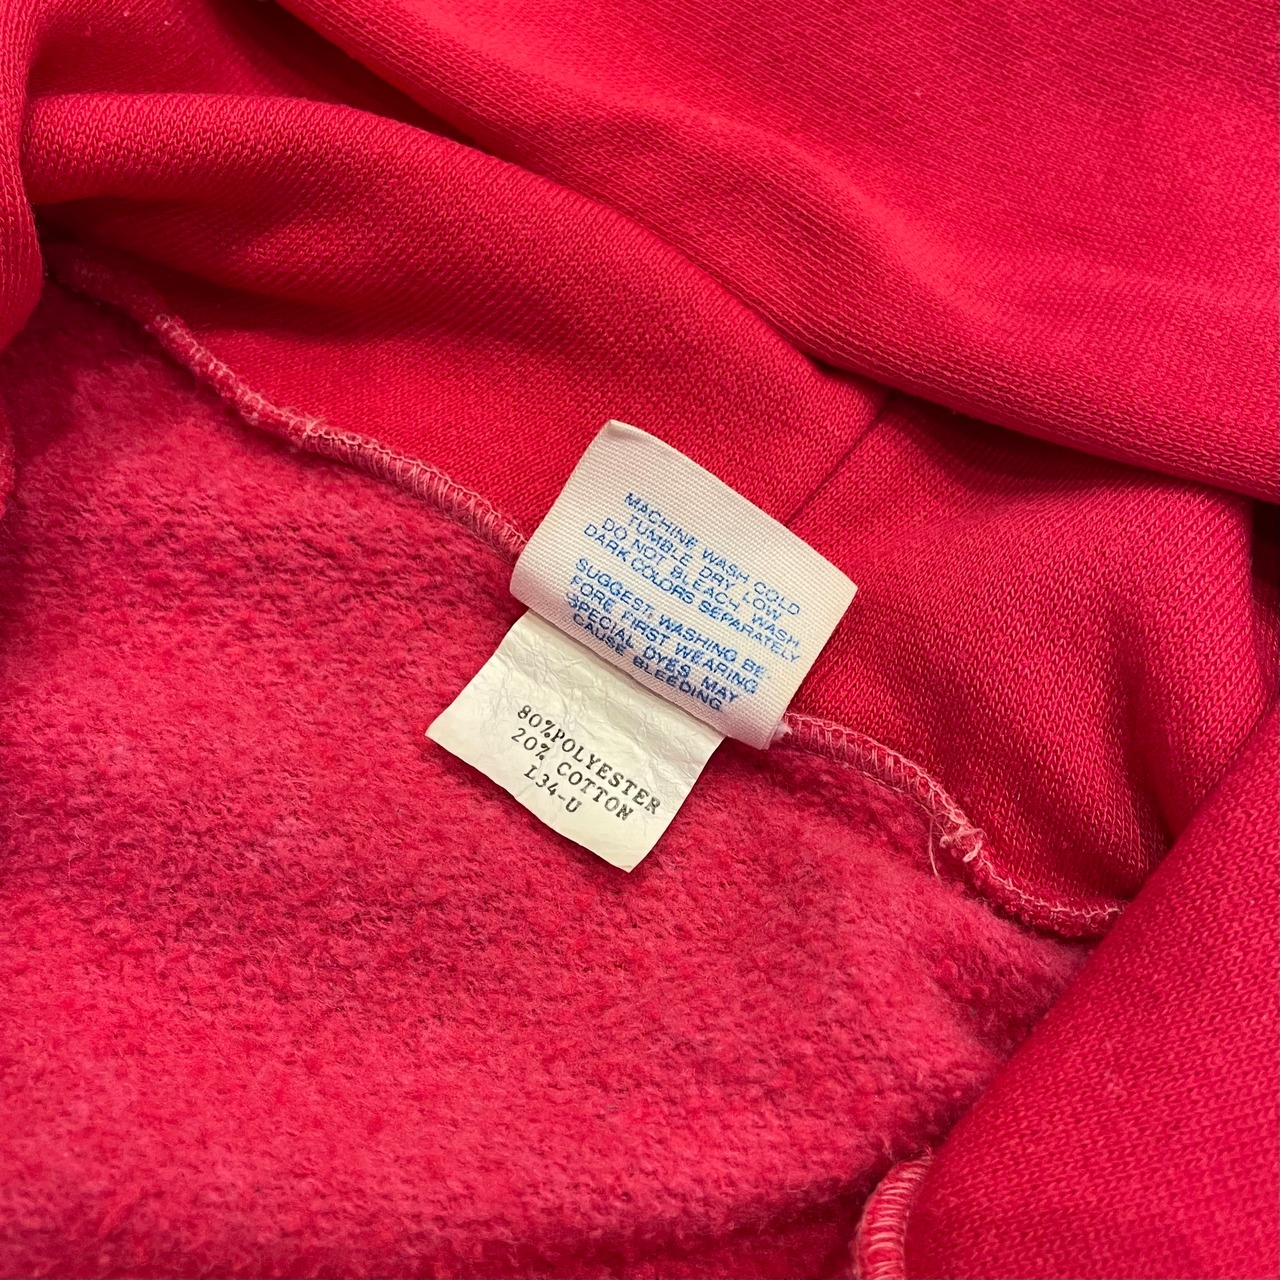 MACHINE WASH COLD
TUMBLE DRY LOW
DO NOT BLEACH, WASH
DARK COLORS SEPARATELY
SUGGEST WASHING BE
FORE FIRST WEARING
SPECIAL DYES MAY
CAUSE BLEEDING
80%POLYESTER
20% COTTON
L34-U